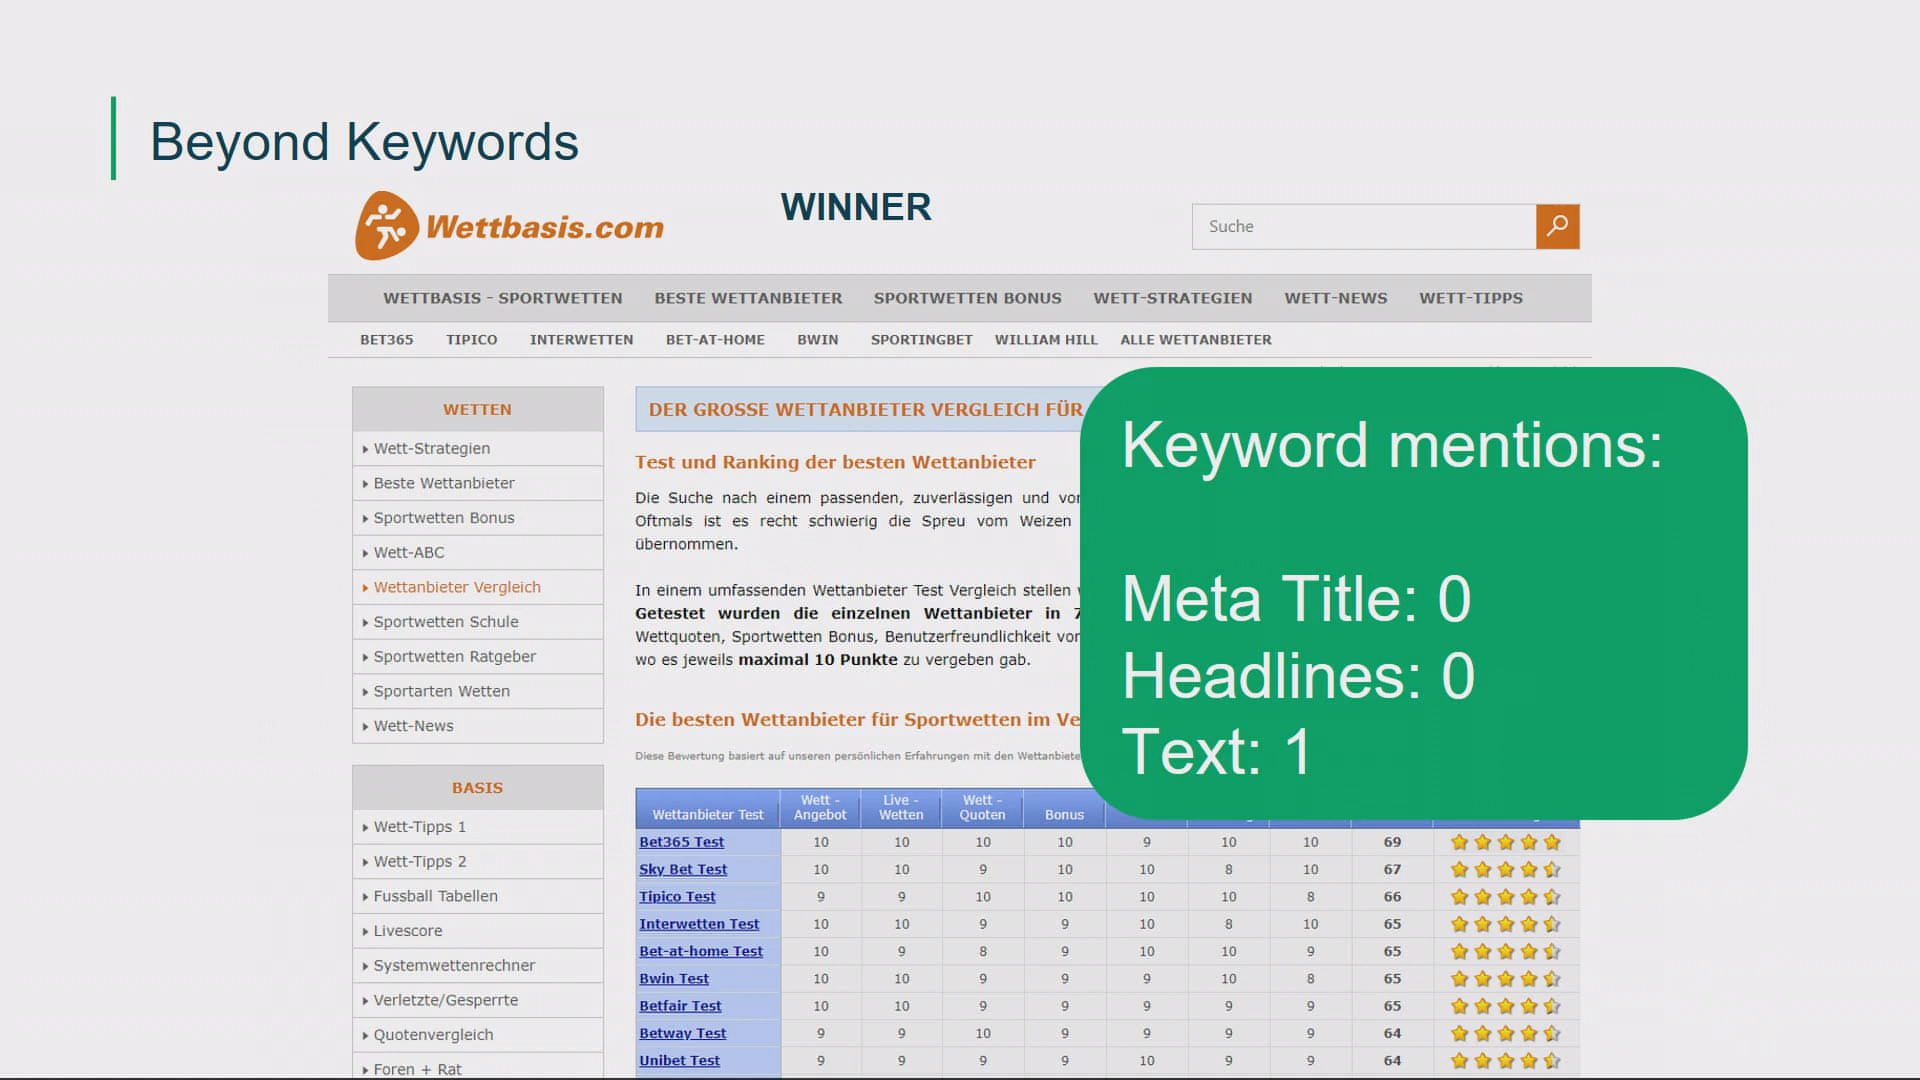 Beyond Keywords
WINNER
Wettbasis.com
Suche
WETTBASIS - SPORTWETTEN BESTE WETTANBIETER SPORTWETTEN BONUS WETT-STRATEGIEN WETT-NEWS WETT-TIPPS
BET365 TIPICO INTERWETTEN BET-AT-HOME BWIN SPORTINGBET WILLIAM HILL ALLE WETTANBIETER
WETTEN
Wett-Strategien
Beste Wettanbieter
Sportwetten Bonus
Wett-ABC
Wettanbieter Vergleich
Sportwetten Schule
Sportwetten Ratgeber
Sportarten Wetten
Wett-News
BASIS
Wett-Tipps 1
Wett-Tipps 2
Fussball Tabellen
Livescore
Systemwettenrechner
Verletzte/Gesperrte
Quotenvergleich
Foren + Rat
DER GROSSE WETTANBIETER VERGLEICH FÜR
Test und Ranking der besten Wettanbieter
Die Suche nach einem passenden, zuverlässigen und
Oftmals ist es recht schwierig die Spreu vom Weizen
übernommen.
In einem umfassenden Wettanbieter Test Vergleich stellen
Getestet wurden die einzelnen Wettanbieter in 7
Wettquoten, Sportwetten Bonus, Benutzerfreundlichkeit
wo es jeweils maximal 10 Punkte zu vergeben gab.
Die besten Wettanbieter für Sportwetten im
Diese Bewertung basiert auf unseren persönlichen Erfahrungen mit den
Keyword mentions:
Meta Title: 0
Headlines: 0
Text: 1
Wettanbieter Test Wett - Angebot Live - Wetten Wett - Quoten Bonus
Bet365 Test 10 10 10 10 9 10 10 69
Sky Bet Test 10 10 9 10 10 8 10 67
Tipico Test 9 9 10 10 10 10 8 66
Interwetten Test 10 10 9 9 10 8 10 65
Bet-at-home Test 10 9 8 9 10 10 9 65
Bwin Test 10 10 9 9 9 10 8 65
Betfair Test 10 10 9 9 9 9 9 65
Betway Test 9 9 10 9 9 9 9 64
Unibet Test 9 9 9 9 10 9 9 64